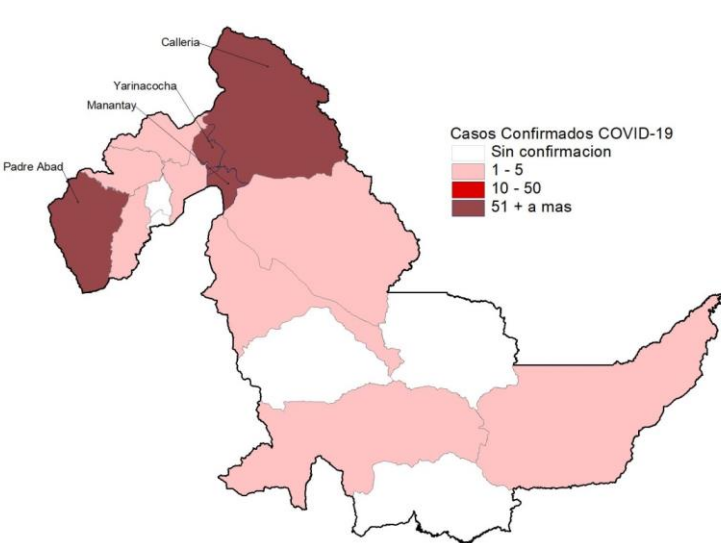 Calleria
Yarinacocha
Manantay
Padre Abad
Casos Confirmados COVID-19
Sin confirmacion
1 - 5
10 - 50
51 + a mas